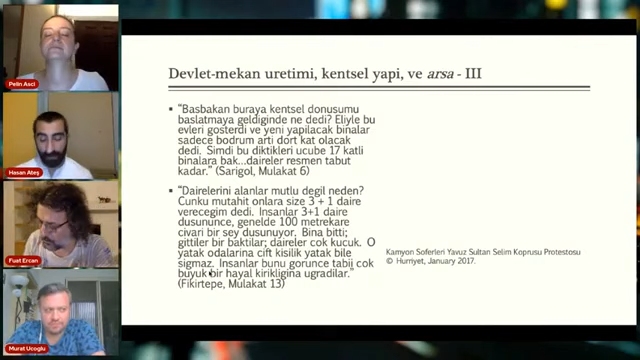 Pelin Asci
Hasan Ateş
Fuat Ercan
Murat Ucoglu
Devlet-mekan uretimi, kentsel yapi, ve arsa - III
▪ “Basbakan buraya kentsel donusumu
baslatmaya geldiginde ne dedi? Eliyle bu
evleri gosterdi ve yeni yapilacak binalar
sadece bodrum arti dort kat olacak
dedi. Simdi bu diktikleri ucube 17 katli
binalara bak...daireler resmen tabut
kadar.” (Sarigol, Mulakat 6)
▪ “Dairelerini alanlar mutlu degil neden?
Cunku mutahit onlara size 3 + 1 daire
verecegim dedi. Insanlar 3+1 daire
dusununce, genelde 100 metrekare
civari bir sey dusunuyor. Bina bitti;
gittiler bir baktilar; daireler cok kucuk. O
yatak odalarina cift kisilik yatak bile
sigmaz. Insanlar bunu gorunce tabii cok
buyuk bir hayal kirikligina ugradilar.”
(Fikirtepe, Mulakat 13)
Kamyon Soferleri Yavuz Sultan Selim Koprusu Protestosu
© Hurriyet, January 2017.